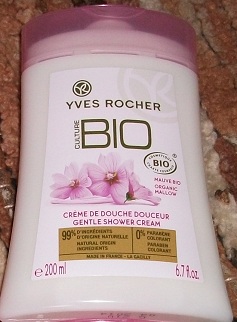 YVES ROCHER
CULTURE
BIO
BIO
MAUVE BIO
ORGANIC
MALLOW
CRÈME DE DOUCHE DOUCEUR
GENTLE SHOWER CREAM
99% D'INGRÉDIENTS
D'ORIGINE NATURELLE
NATURAL ORIGIN
INGREDIENTS
0% PARABEN
COLORANT
PARABEN
COLORANT
MADE IN FRANCE - LA GACILLY
e 200 ml
6.7 fl.oz.